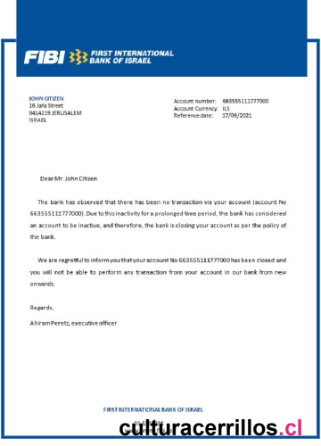 FIBI FIRST INTERNATIONAL
BANK OF ISRAEL
JOHN CITIZEN
16 Jafa Street
9414219 JERUSALEM
ISRAEL
Account number: 663555111777000
Account Currency: ILS
Reference date: 17/09/2021
Dear Mr. John Citizen
The bank has observed that there has been no transaction via your account (account No
663555111777000). Due to this inactivity for a prolonged time period, the bank has considered
an account to be inactive, and therefore, the bank is closing your account as per the policy of
the bank.
We are regretful to inform you that your account No 663555111777000 has been closed and
you will not be able to perform any transaction from your account in our bank from new
onwards.
Regards,
Ahiram Peretz, executive officer
FIRST INTERNATIONAL BANK OF ISRAEL
culturacerrillos.cl